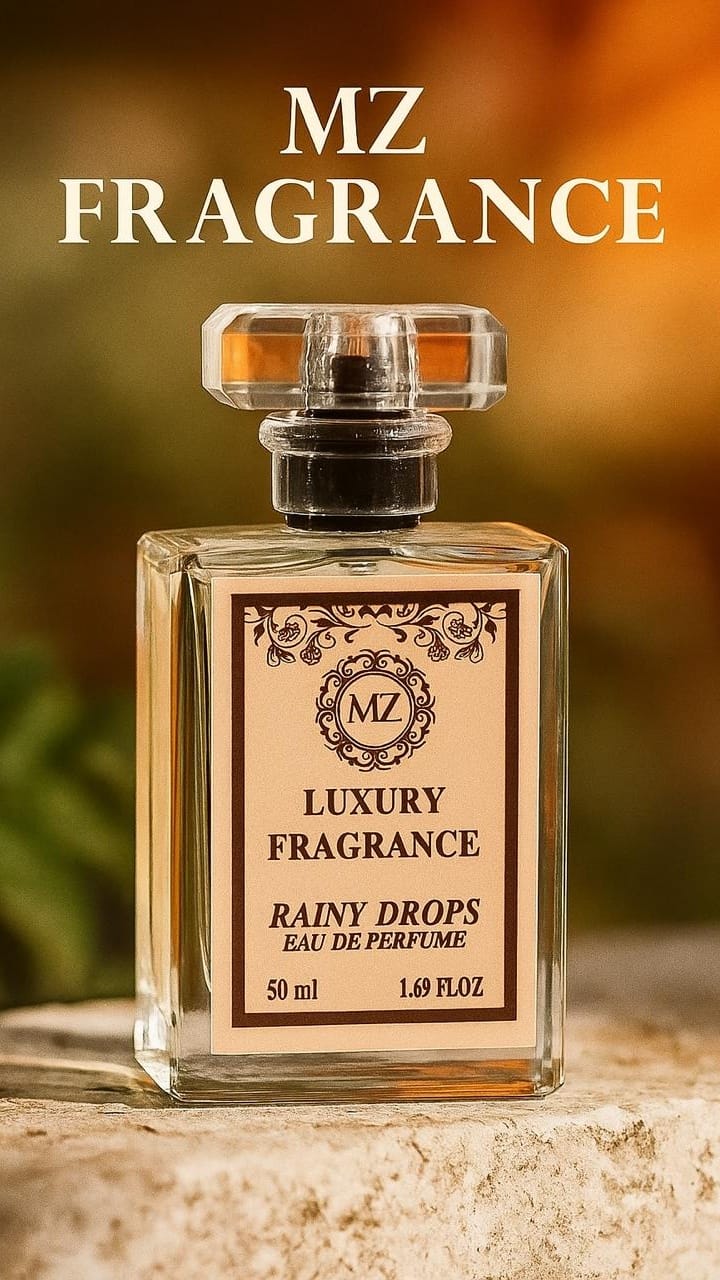 MZ
FRAGRANCE
MZ
LUXURY
FRAGRANCE
RAINY DROPS
EAU DE PERFUME
50 ml 1.69 FLOZ